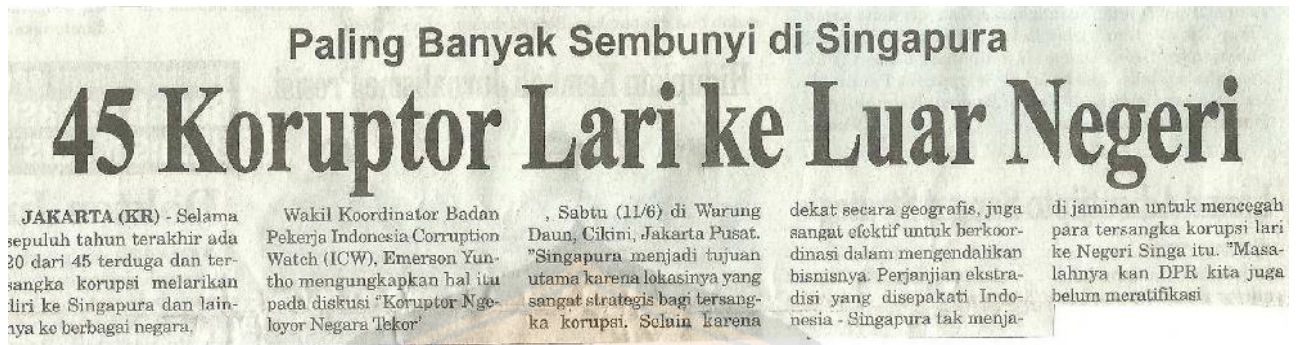 Paling Banyak Sembunyi di Singapura
45 Koruptor Lari ke Luar Negeri
JAKARTA (KR) - Selama
sepuluh tahun terakhir ada
20 dari 45 terduga dan ter-
sangka korupsi melarikan
diri ke Singapura dan lain-
nya ke berbagai negara.
Wakil Koordinator Badan
Pekerja Indonesia Corruption
Watch (ICW), Emerson Yun-
tho mengungkapkan hal itu
pada diskusi "Koruptor Nge-
loyor Negara Tekor"
, Sabtu (11/6) di Warung
Daun, Cikini, Jakarta Pusat.
"Singapura menjadi tujuan
utama karena lokasinya yang
sangat strategis bagi tersang-
ka korupsi. Selain karena
dekat secara geografis, juga
sangat efektif untuk berkoor-
dinasi dalam mengendalikan
bisnisnya. Perjanjian ekstra-
disi yang disepakati Indo-
nesia - Singapura tak menja-
di jaminan untuk mencegah
para tersangka korupsi lari
ke Negeri Singa itu. "Masa-
lahnya kan DPR kita juga
belum meratifikasi